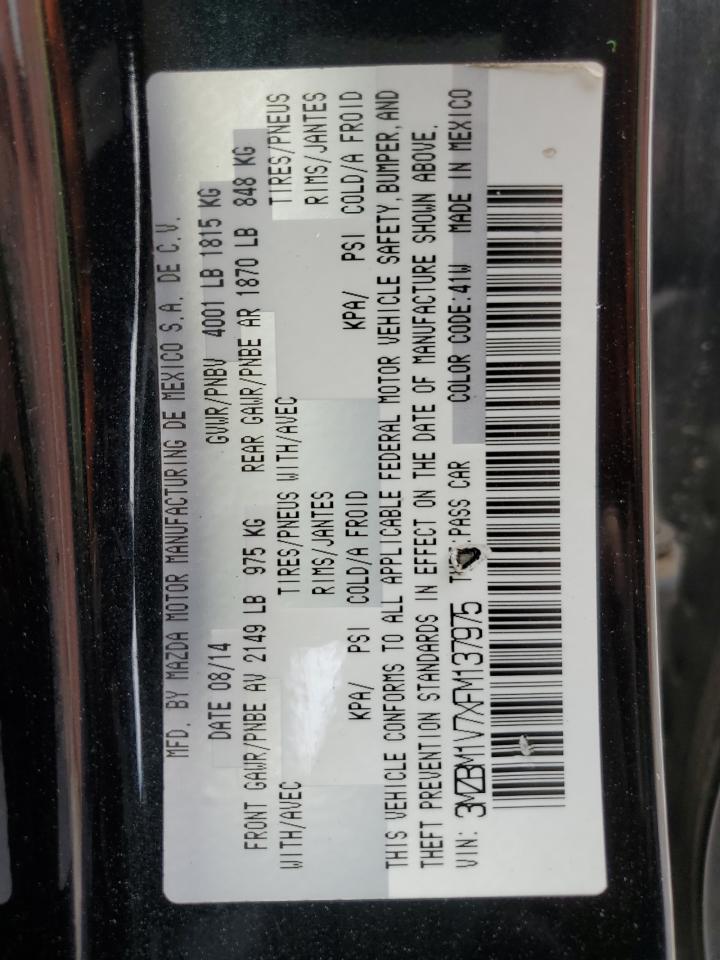 MFD. BY MAZDA MOTOR MANUFACTURING DE MEXICO S.A. DE C.V.
DATE 08/14 GVWR/PNBV 4001 LB 1815 KG
FRONT GAWR/PNBE AV 2149 LB 975 KG REAR GAWR/PNBE AR 1870 LB 848 KG
WITH/AVEC TIRES/PNEUS WITH/AVEC TIRES/PNEUS
RIMS/JANTES RIMS/JANTES
KPA/ PSI COLD/A FROID KPA/ PSI COLD/A FROID
THIS VEHICLE CONFORMS TO ALL APPLICABLE FEDERAL MOTOR VEHICLE SAFETY, BUMPER, AND
THEFT PREVENTION STANDARDS IN EFFECT ON THE DATE OF MANUFACTURE SHOWN ABOVE.
VIN: 3MZBM1V7XFM137975 .PASS CAR COLOR CODE:41W MADE IN MEXICO